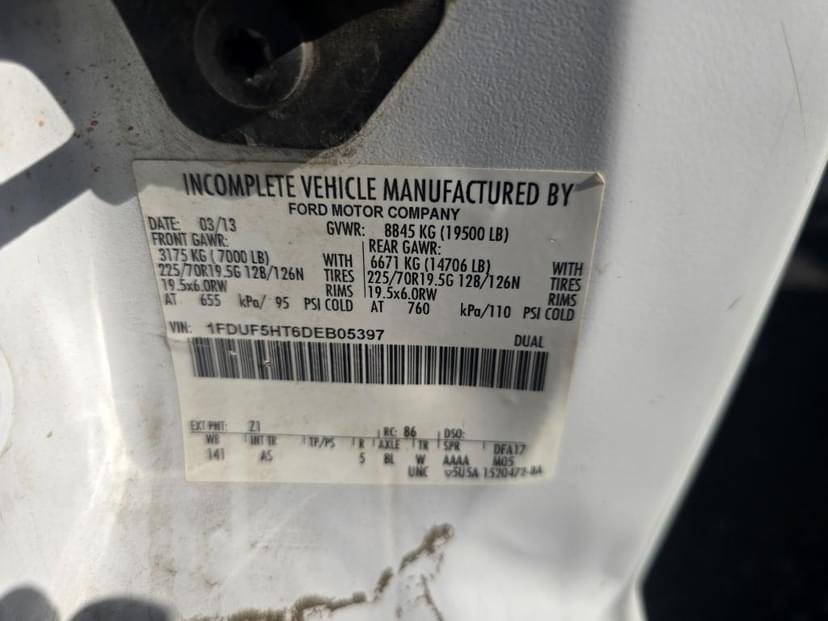 INCOMPLETE VEHICLE MANUFACTURED BY
FORD MOTOR COMPANY
DATE: 03/13 GVWR: 8845 KG (19500 LB)
FRONT GAWR: REAR GAWR:
3175 KG (7000 LB) WITH 6671 KG (14706 LB) WITH
225/70R19.5G 128/126N TIRES 225/70R19.5G 128/126N TIRES
19.5x6.0RW RIMS 19.5x6.0RW RIMS
AT 655 kPa/ 95 PSI COLD AT 760 kPa/110 PSI COLD
VIN: 1FDUF5HT6DEB05397 DUAL
EXT PNT: Z1 RC: 86 DSO:
WB INT TR TP/PS R AXLE TR SPR DFA17
141 AS 5 BL W AAAA M05
UNC 5U5A 1520472-BA